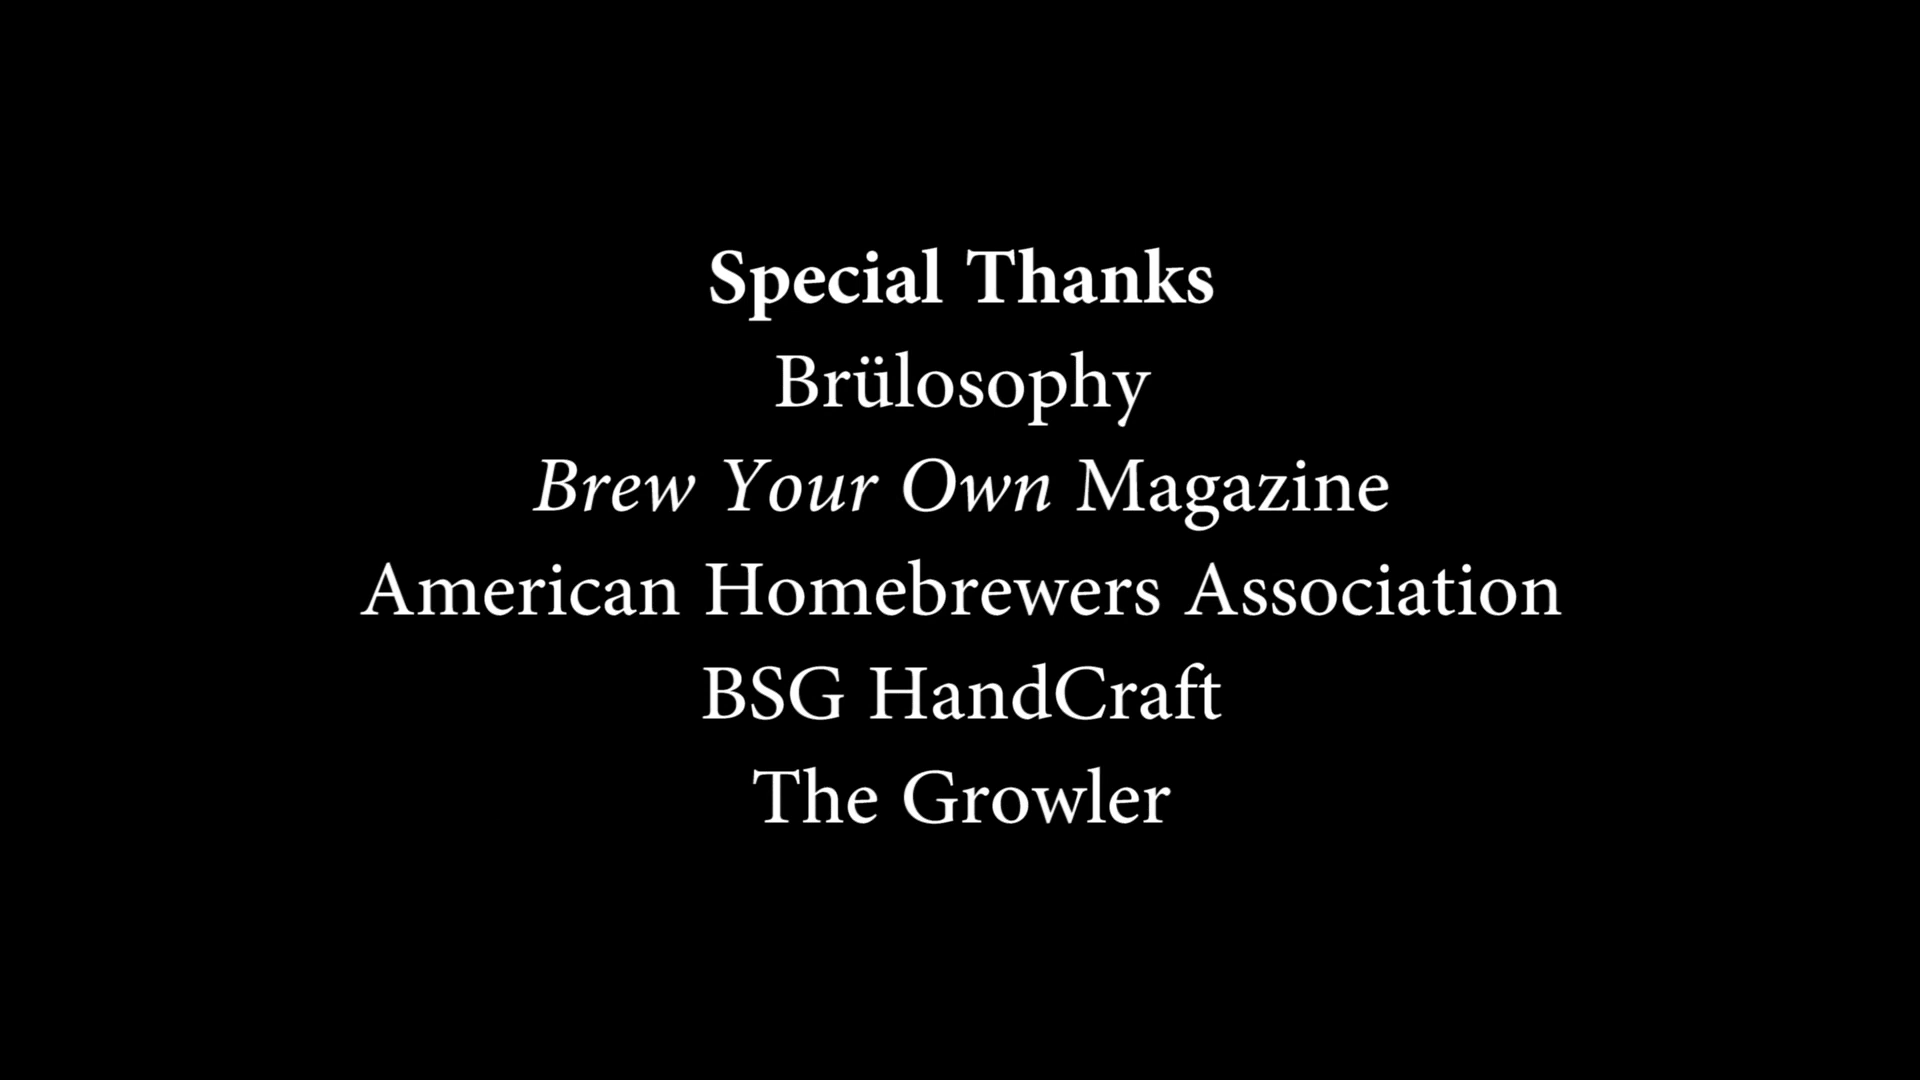 Special Thanks
Brülosophy
Brew Your Own Magazine
American Homebrewers Association
BSG HandCraft
The Growler